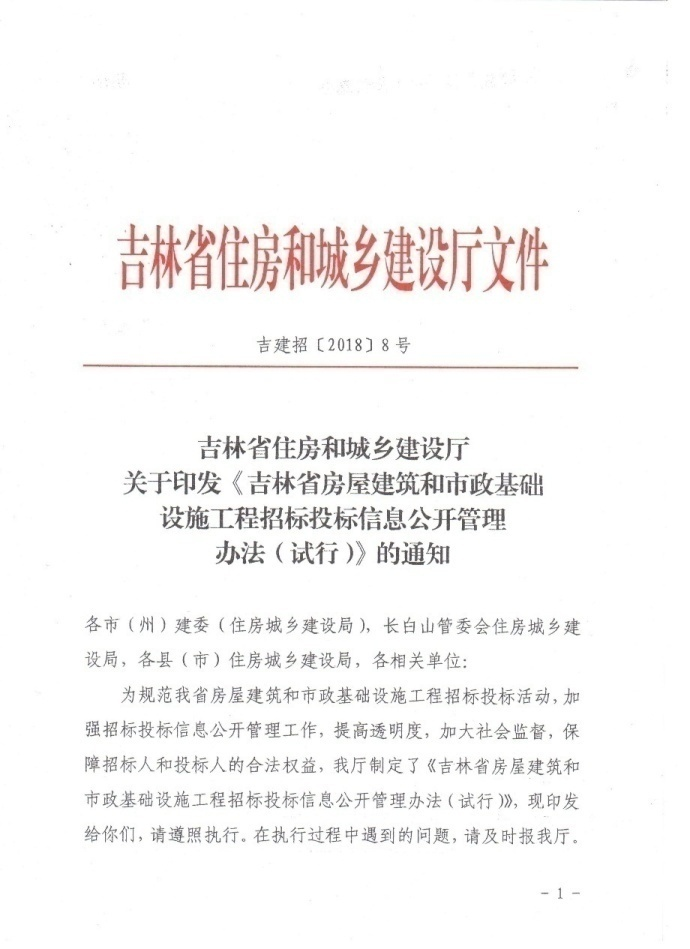 吉林省住房和城乡建设厅文件
吉建招〔2018〕8号
吉林省住房和城乡建设厅
关于印发《吉林省房屋建筑和市政基础
设施工程招标投标信息公开管理
办法（试行）》的通知
各市（州）建委（住房城乡建设局），长白山管委会住房城乡建
设局，各县（市）住房城乡建设局，各相关单位：
为规范我省房屋建筑和市政基础设施工程招标投标活动，加
强招标投标信息公开管理工作，提高透明度，加大社会监督，保
障招标人和投标人的合法权益，我厅制定了《吉林省房屋建筑和
市政基础设施工程招标投标信息公开管理办法（试行）》，现印发
给你们，请遵照执行。在执行过程中遇到的问题，请及时报我厅。
- 1 -